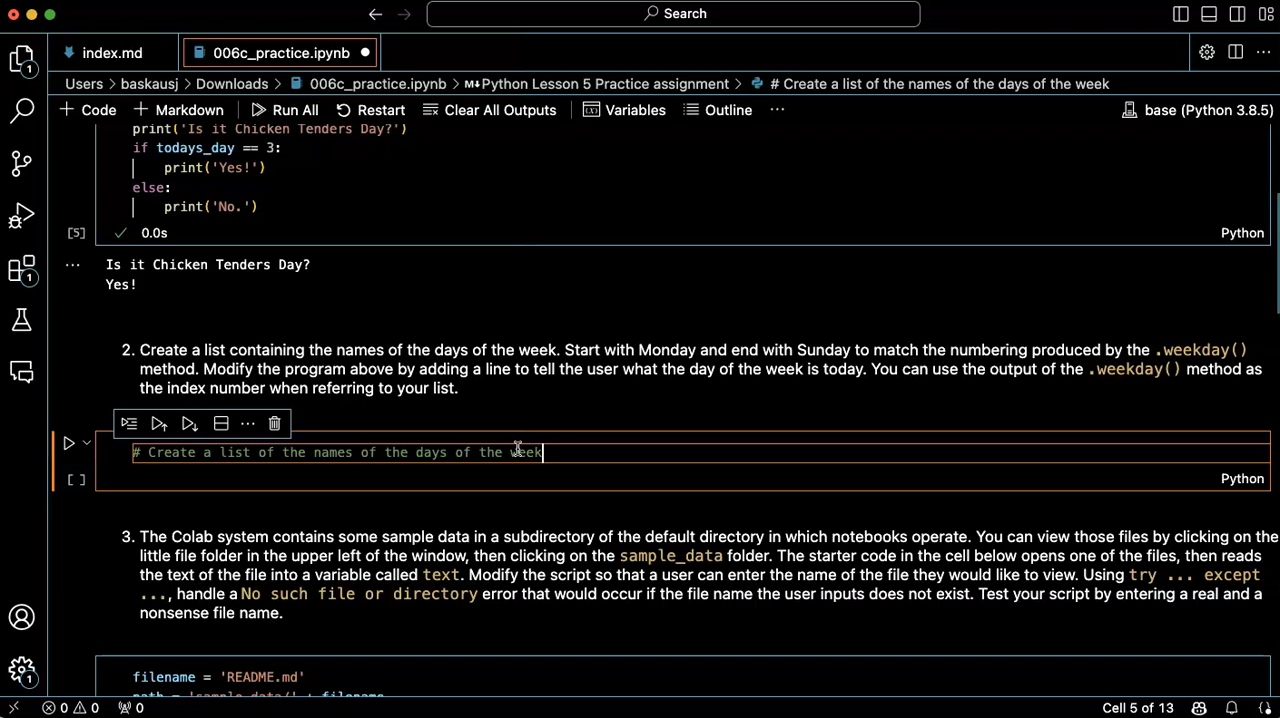 Search
index.md
006c_practice.ipynb
Users > baskausj > Downloads > 006c_practice.ipynb > M↓Python Lesson 5 Practice assignment > # Create a list of the names of the days of the week
+ Code + Markdown Run All Restart Clear All Outputs Variables Outline ... base (Python 3.8.5)
print('Is it Chicken Tenders Day?')
if todays_day == 3:
print('Yes!')
else:
print('No.')
[5] 0.0s Python
... Is it Chicken Tenders Day?
Yes!
2. Create a list containing the names of the days of the week. Start with Monday and end with Sunday to match the numbering produced by the .weekday()
method. Modify the program above by adding a line to tell the user what the day of the week is today. You can use the output of the .weekday() method as
the index number when referring to your list.
# Create a list of the names of the days of the week
[ ] Python
3. The Colab system contains some sample data in a subdirectory of the default directory in which notebooks operate. You can view those files by clicking on the
little file folder in the upper left of the window, then clicking on the sample_data folder. The starter code in the cell below opens one of the files, then reads
the text of the file into a variable called text. Modify the script so that a user can enter the name of the file they would like to view. Using try ... except
..., handle a No such file or directory error that would occur if the file name the user inputs does not exist. Test your script by entering a real and a
nonsense file name.
filename = 'README.md'
path = 'sample_data/' + filename
0 0 0 Cell 5 of 13
1
1
1